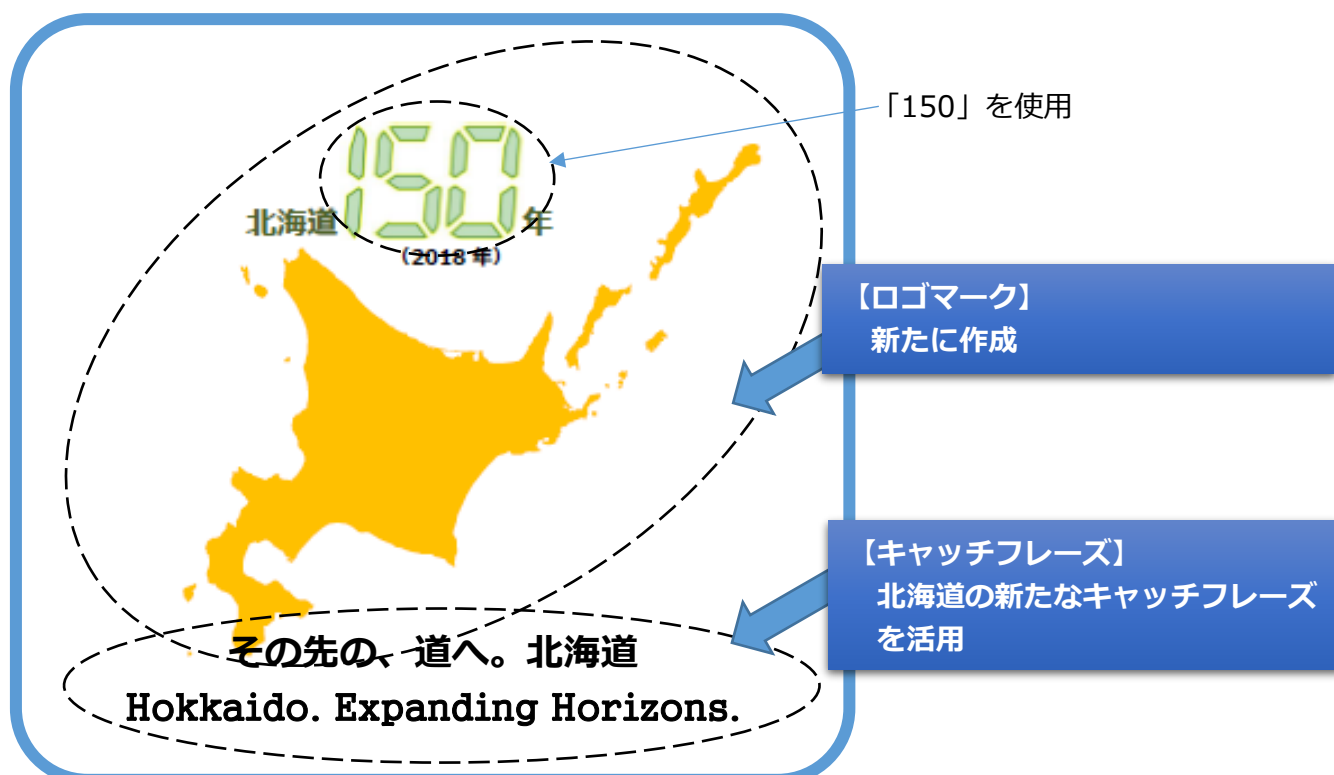 「150」を使用
北海道150年
(2018 年)
【ロゴマーク】
新たに作成
【キャッチフレーズ】
北海道の新たなキャッチフレーズ
を活用
その先の、道へ。北海道
Hokkaido. Expanding Horizons.